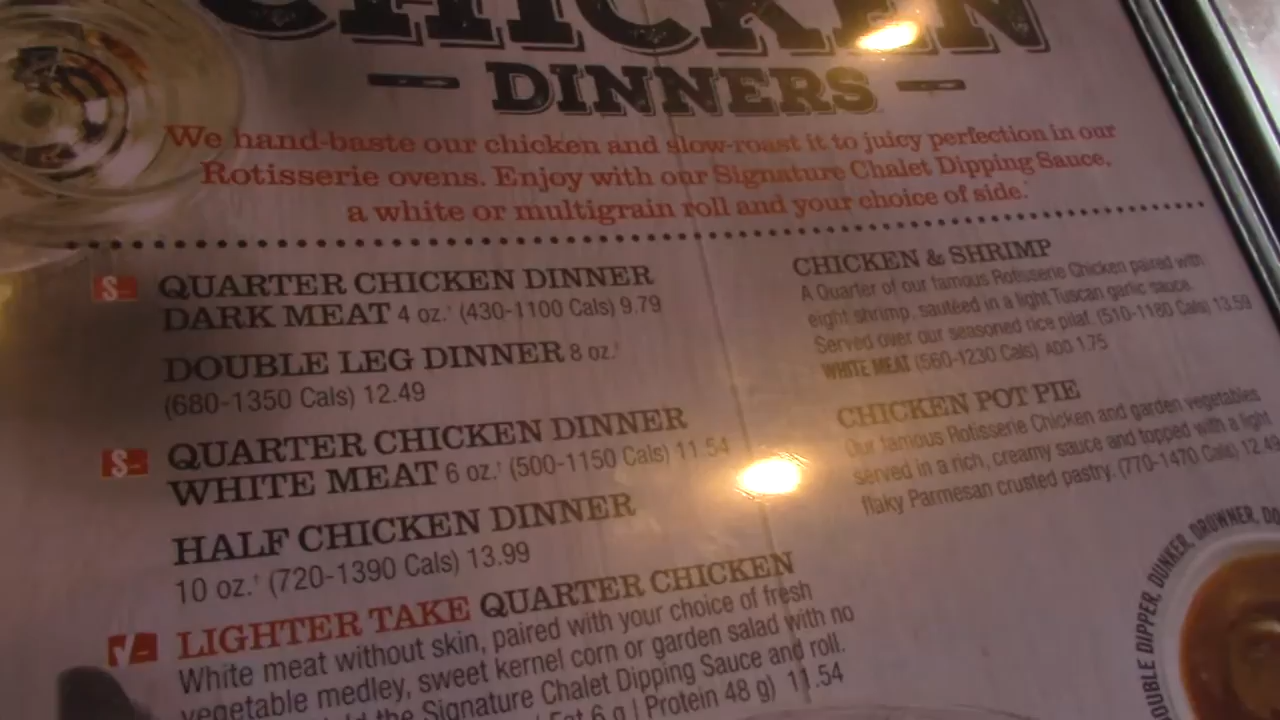 CHICKEN
DINNERS
We hand-baste our chicken and slow-roast it to juicy perfection in our
Rotisserie ovens. Enjoy with our Signature Chalet Dipping Sauce,
a white or multigrain roll and your choice of side.
S
QUARTER CHICKEN DINNER
DARK MEAT 4 oz.† (430-1100 Cals) 9.79
DOUBLE LEG DINNER 8 oz.†
(680-1350 Cals) 12.49
S
QUARTER CHICKEN DINNER
WHITE MEAT 6 oz.† (500-1150 Cals) 11.54
HALF CHICKEN DINNER
10 oz.† (720-1390 Cals) 13.99
LIGHTER TAKE QUARTER CHICKEN
White meat without skin, paired with your choice of fresh
vegetable medley, sweet kernel corn or garden salad with no
the Signature Chalet Dipping Sauce and roll.
Fat 6 g | Protein 48 g) 11.54
CHICKEN & SHRIMP
A Quarter of our famous Rotisserie Chicken paired with
eight shrimp, sautéed in a light Tuscan garlic sauce.
Served over our seasoned rice pilaf. (510-1180 Cals) 13.59
WHITE MEAT (560-1230 Cals) ADD 1.75
CHICKEN POT PIE
Our famous Rotisserie Chicken and garden vegetables
served in a rich, creamy sauce and topped with a light
flaky Parmesan crusted pastry. (770-1470 Cals) 12.49
DOUBLE DIPPER, DUNKER, DROWNER,